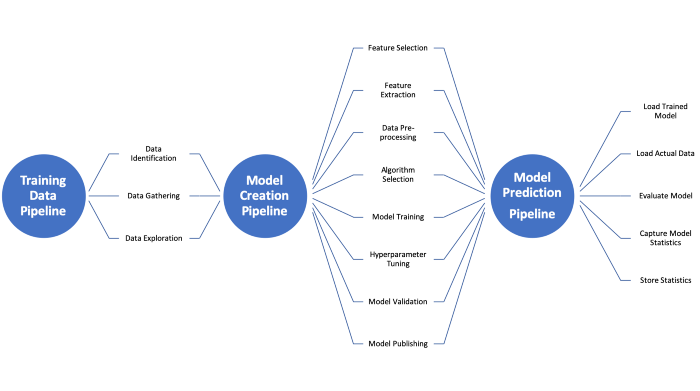 Training
Data
Pipeline
Data
Identification
Data Gathering
Data Exploration
Model
Creation
Pipeline
Feature Selection
Feature
Extraction
Data Pre-
processing
Algorithm
Selection
Model Training
Hyperparameter
Tuning
Model Validation
Model Publishing
Model
Prediction
Pipeline
Load Trained
Model
Load Actual Data
Evaluate Model
Capture Model
Statistics
Store Statistics